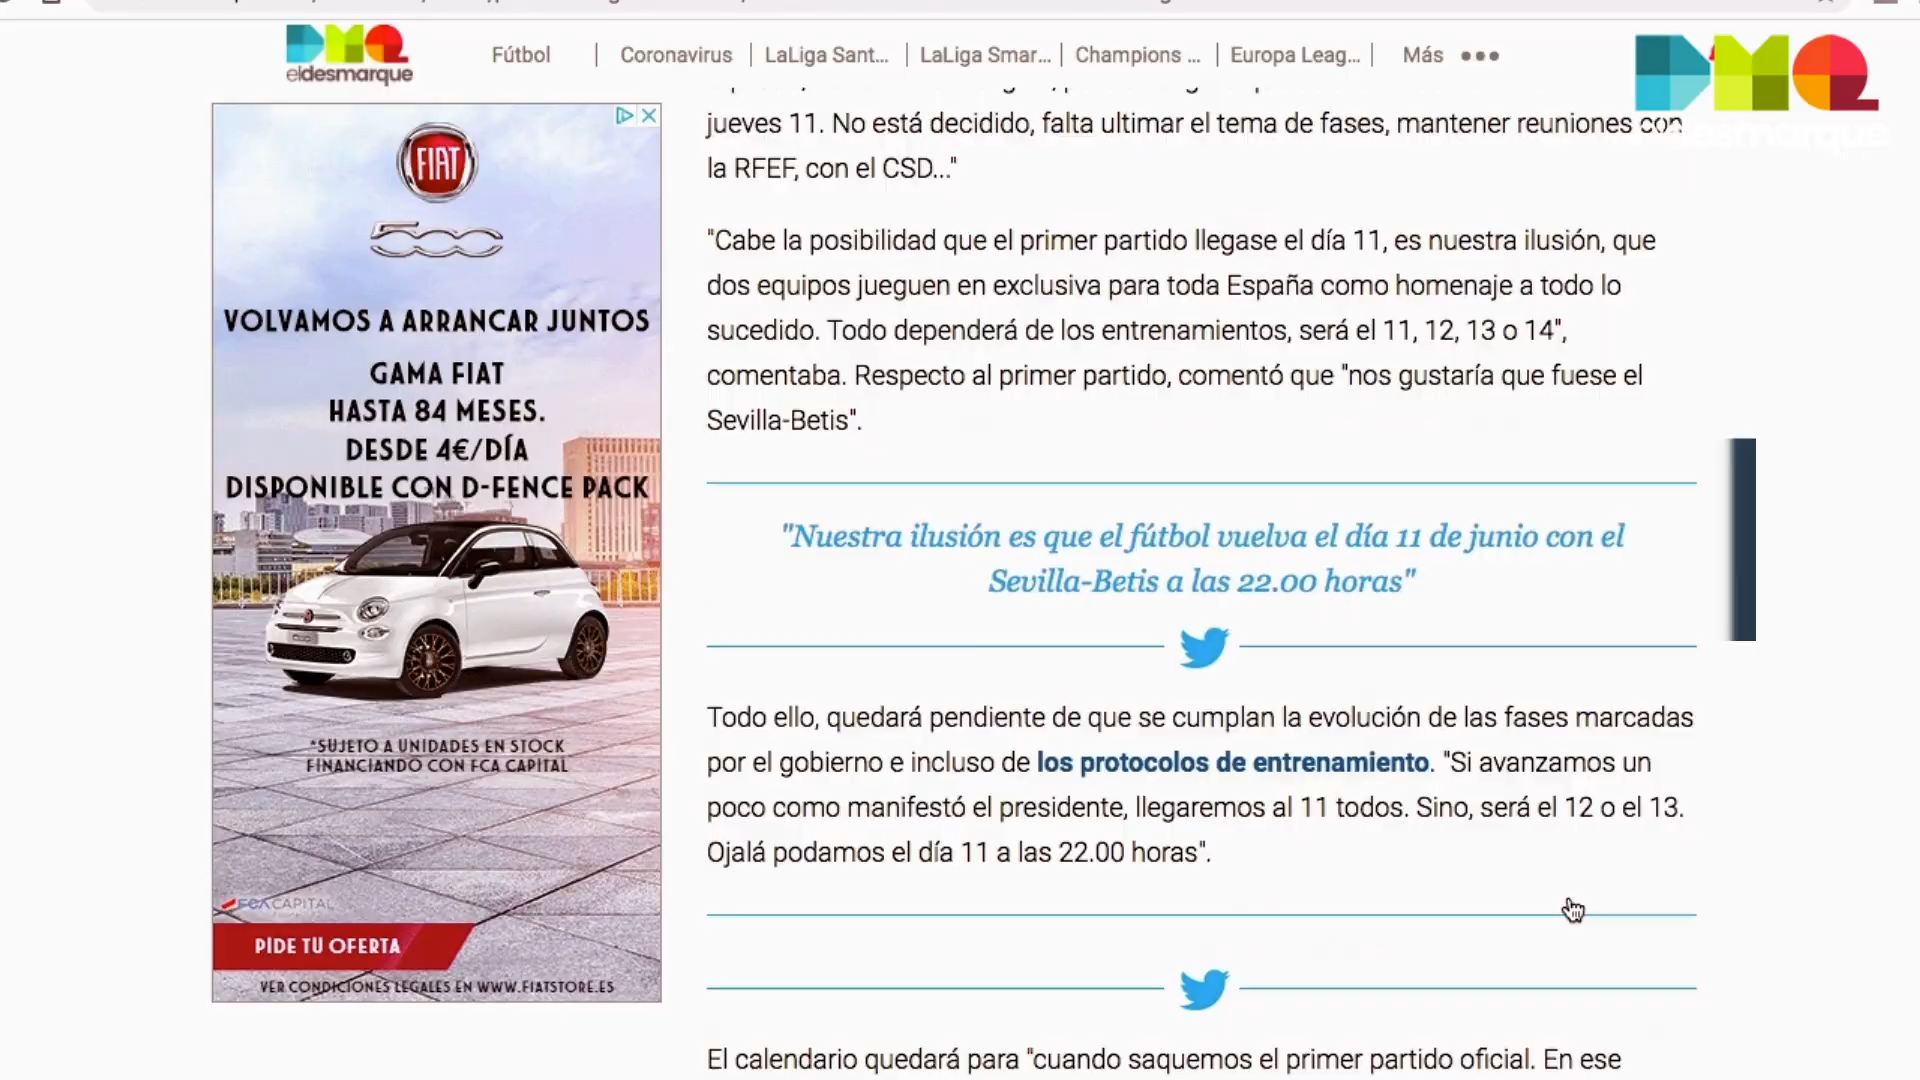 DMQ
eldesmarque
Fútbol
Coronavirus
LaLiga Sant...
LaLiga Smar...
Champions ...
Europa Leag...
Más
DMQ
eldesmarque
FIAT
500
VOLVAMOS A ARRANCAR JUNTOS
GAMA FIAT
HASTA 84 MESES.
DESDE 4€/DÍA
DISPONIBLE CON D-FENCE PACK
*SUJETO A UNIDADES EN STOCK
FINANCIANDO CON FCA CAPITAL
FCA CAPITAL
PIDE TU OFERTA
VER CONDICIONES LEGALES EN WWW.FIATSTORE.ES
jueves 11. No está decidido, falta ultimar el tema de fases, mantener reuniones con
la RFEF, con el CSD..."
"Cabe la posibilidad que el primer partido llegase el día 11, es nuestra ilusión, que
dos equipos jueguen en exclusiva para toda España como homenaje a todo lo
sucedido. Todo dependerá de los entrenamientos, será el 11, 12, 13 o 14",
comentaba. Respecto al primer partido, comentó que "nos gustaría que fuese el
Sevilla-Betis".
"Nuestra ilusión es que el fútbol vuelva el día 11 de junio con el
Sevilla-Betis a las 22.00 horas"
Todo ello, quedará pendiente de que se cumplan la evolución de las fases marcadas
por el gobierno e incluso de los protocolos de entrenamiento. "Si avanzamos un
poco como manifestó el presidente, llegaremos al 11 todos. Sino, será el 12 o el 13.
Ojalá podamos el día 11 a las 22.00 horas".
El calendario quedará para "cuando saquemos el primer partido oficial. En ese